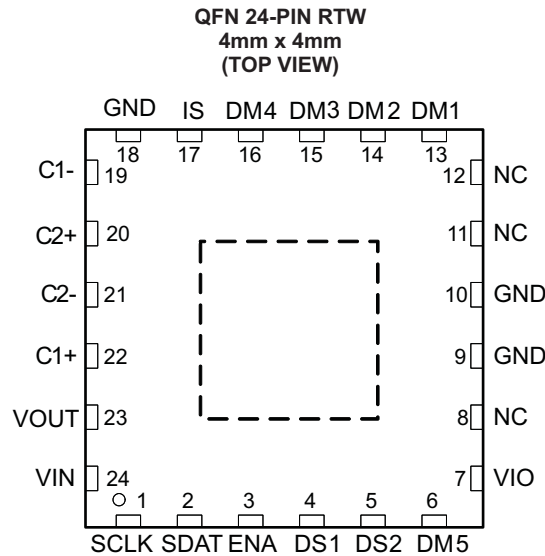 QFN 24-PIN RTW
4mm x 4mm
(TOP VIEW)
GND IS DM4 DM3 DM2 DM1
18 17 16 15 14 13
C1- 19 12 NC
C2+ 20 11 NC
C2- 21 10 GND
C1+ 22 9 GND
VOUT 23 8 NC
VIN 24 7 VIO
1 2 3 4 5 6
SCLK SDAT ENA DS1 DS2 DM5